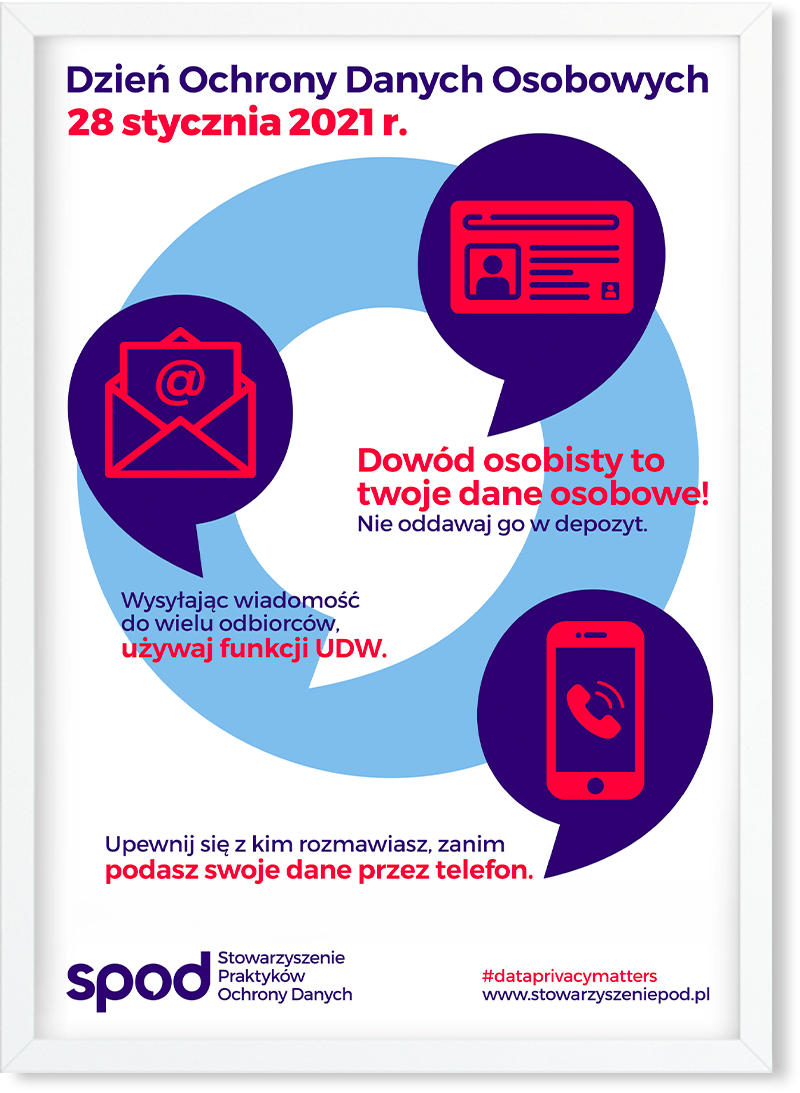 Dzień Ochrony Danych Osobowych
28 stycznia 2021 r.
@
Dowód osobisty to
twoje dane osobowe!
Nie oddawaj go w depozyt.
Wysyłając wiadomość
do wielu odbiorców,
używaj funkcji UDW.
Upewnij się z kim rozmawiasz, zanim
podasz swoje dane przez telefon.
spod
Stowarzyszenie
Praktyków
Ochrony Danych
#dataprivacymatters
www.stowarzyszeniepod.pl